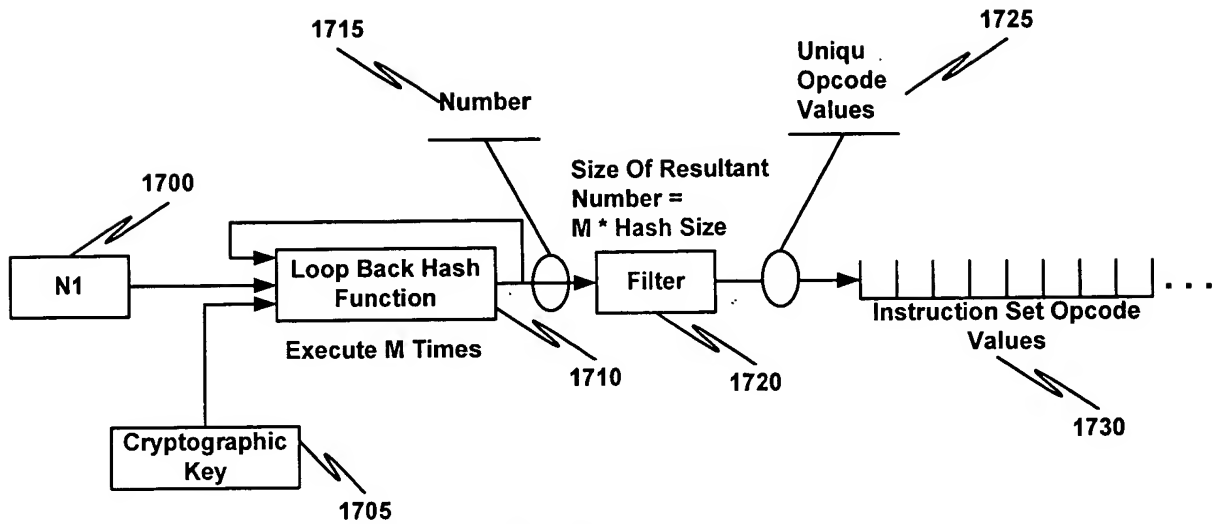 1715
1725
Number
Uniqu
Opcode
Values
1700
Size Of Resultant
Number =
M * Hash Size
N1
Loop Back Hash
Function
Filter
. . .
Execute M Times
1710
1720
Instruction Set Opcode
Values
1730
Cryptographic
Key
1705